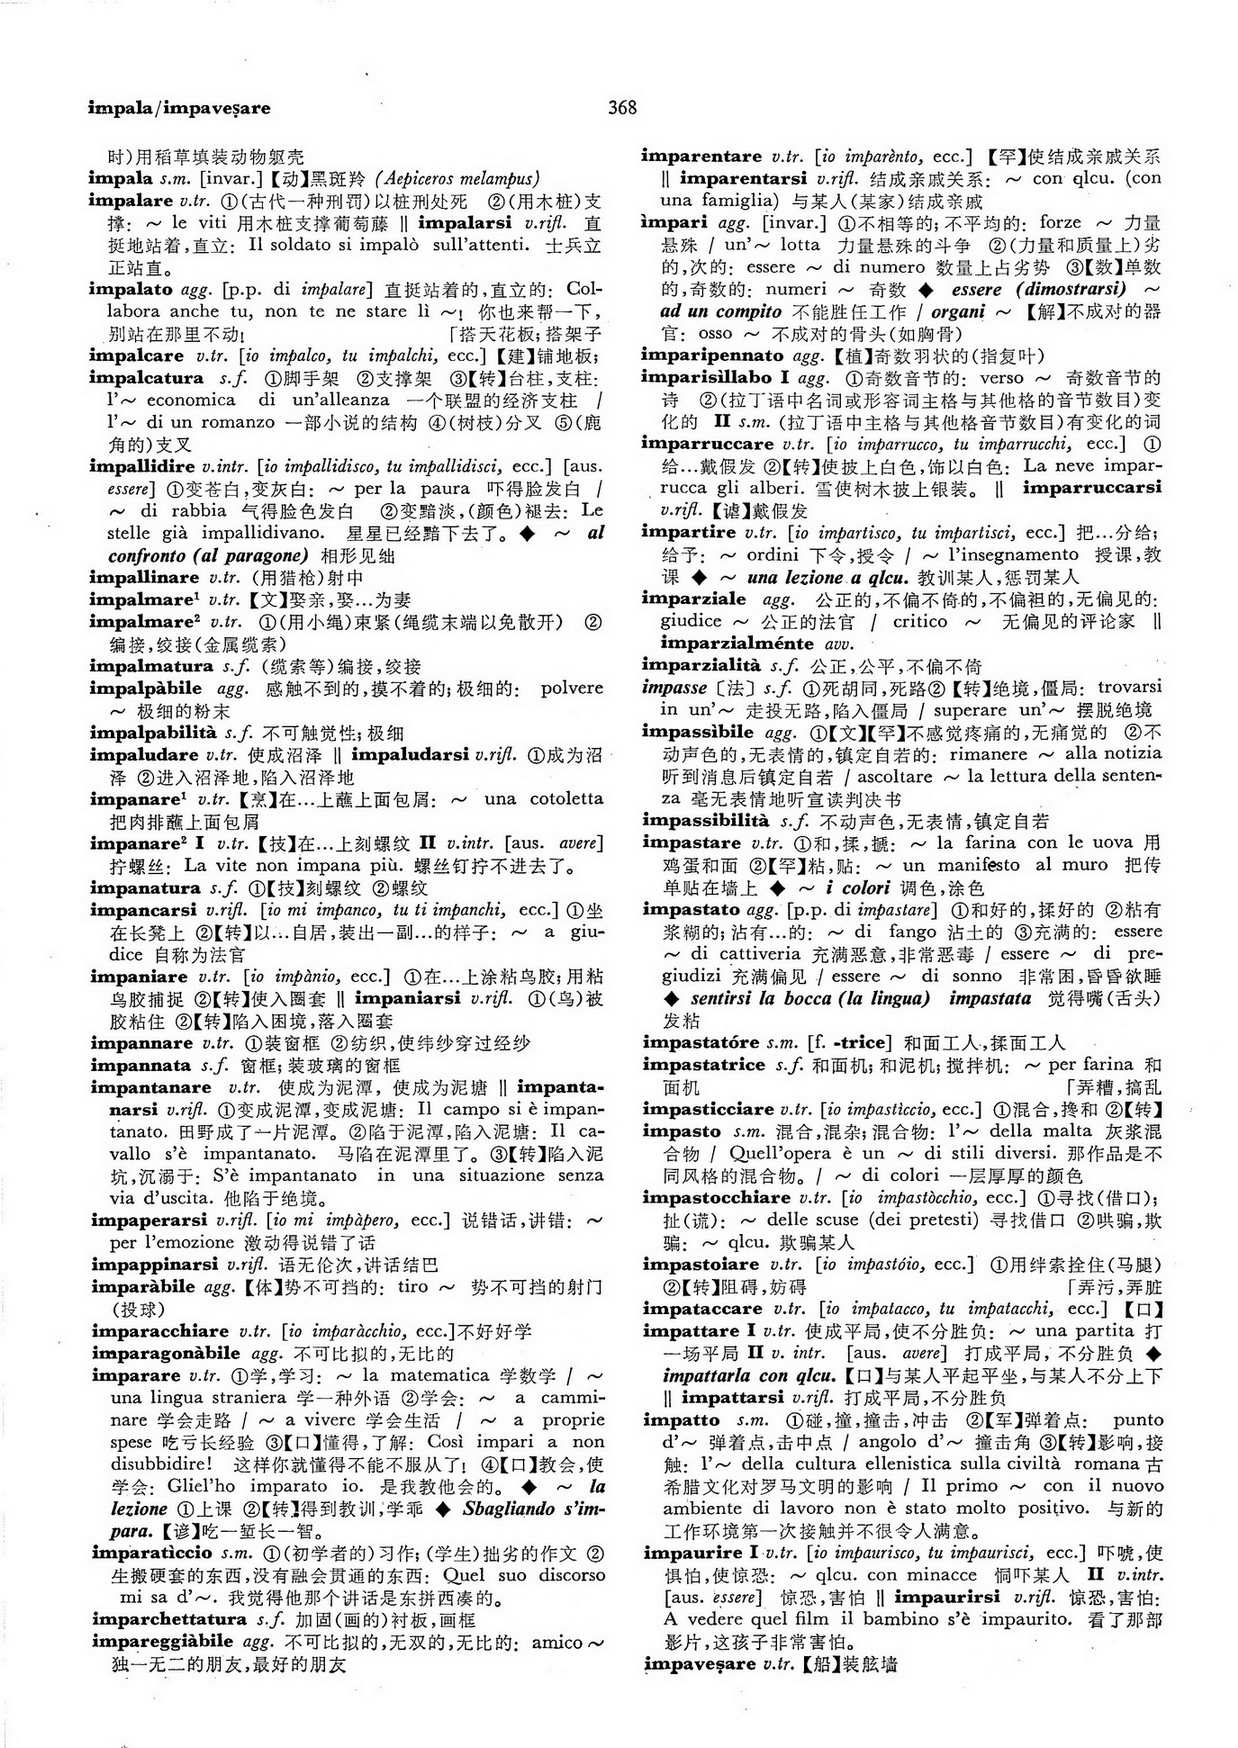 impala/impaveṣare
368
时)用稻草填装动物躯壳
impala s.m. [invar.]【动】黑斑羚 (Aepiceros melampus)
impalare v.tr. ①(古代一种刑罚)以桩刑处死 ②(用木桩)支
撑: ～ le viti 用木桩支撑葡萄藤 ‖ impalarsi v.rifl. 直
挺地站着,直立: Il soldato si impalò sull'attenti. 士兵立
正站直。
impalato agg. [p.p. di impalare] 直挺站着的,直立的: Col-
labora anche tu, non te ne stare lì ～! 你也来帮一下,
别站在那里不动! 「搭天花板;搭架子
impalcare v.tr. [io impalco, tu impalchi, ecc.]【建】铺地板;
impalcatura s.f. ①脚手架 ②支撑架 ③【转】台柱,支柱:
l'～ economica di un'alleanza 一个联盟的经济支柱 /
l'～ di un romanzo 一部小说的结构 ④(树枝)分叉 ⑤(鹿
角的)支叉
impallidire v.intr. [io impallidisco, tu impallidisci, ecc.] [aus.
essere] ①变苍白,变灰白: ～ per la paura 吓得脸发白 /
～ di rabbia 气得脸色发白 ②变黯淡,(颜色)褪去: Le
stelle già impallidivano. 星星已经黯下去了。◆ ～ al
confronto (al paragone) 相形见绌
impallinare v.tr. (用猎枪)射中
impalmare¹ v.tr.【文】娶亲,娶…为妻
impalmare² v.tr. ①(用小绳)束紧(绳缆末端以免散开) ②
编接,绞接(金属缆索)
impalmatura s.f. (缆索等)编接,绞接
impalpàbile agg. 感触不到的,摸不着的;极细的: polvere
～ 极细的粉末
impalpabilità s.f. 不可触觉性;极细
impaludare v.tr. 使成沼泽 ‖ impaludarsi v.rifl. ①成为沼
泽 ②进入沼泽地,陷入沼泽地
impanare¹ v.tr.【烹】在…上蘸上面包屑: ～ una cotoletta
把肉排蘸上面包屑
impanare² I v.tr.【技】在…上刻螺纹 II v.intr. [aus. avere]
拧螺丝: La vite non impana più. 螺丝钉拧不进去了。
impanatura s.f. ①【技】刻螺纹 ②螺纹
impancarsi v.rifl. [io mi impanco, tu ti impanchi, ecc.] ①坐
在长凳上 ②【转】以…自居,装出一副…的样子: ～ a giu-
dice 自称为法官
impaniare v.tr. [io impànio, ecc.] ①在…上涂粘鸟胶;用粘
鸟胶捕捉 ②【转】使入圈套 ‖ impaniarsi v.rifl. ①(鸟)被
胶粘住 ②【转】陷入困境,落入圈套
impannare v.tr. ①装窗框 ②纺织,使纬纱穿过经纱
impannata s.f. 窗框;装玻璃的窗框
impantanare v.tr. 使成为泥潭, 使成为泥塘 ‖ impanta-
narsi v.rifl. ①变成泥潭,变成泥塘: Il campo si è impan-
tanato. 田野成了一片泥潭。②陷于泥潭,陷入泥塘: Il ca-
vallo s'è impantanato. 马陷在泥潭里了。③【转】陷入泥
坑,沉溺于: S'è impantanato in una situazione senza
via d'uscita. 他陷于绝境。
impaperarsi v.rifl. [io mi impàpero, ecc.] 说错话,讲错: ～
per l'emozione 激动得说错了话
impappinarsi v.rifl. 语无伦次,讲话结巴
imparàbile agg.【体】势不可挡的: tiro ～ 势不可挡的射门
(投球)
imparacchiare v.tr. [io imparàcchio, ecc.]不好好学
imparagonàbile agg. 不可比拟的,无比的
imparare v.tr. ①学,学习: ～ la matematica 学数学 / ～
una lingua straniera 学一种外语 ②学会: ～ a cammi-
nare 学会走路 / ～ a vivere 学会生活 / ～ a proprie
spese 吃亏长经验 ③【口】懂得,了解: Così impari a non
disubbidire! 这样你就懂得不能不服从了! ④【口】教会,使
学会: Gliel'ho imparato io. 是我教他会的。◆ ～ la
lezione ①上课 ②【转】得到教训,学乖 ◆ Sbagliando s'im-
para.【谚】吃一堑长一智。
imparatìccio s.m. ①(初学者的)习作;(学生)拙劣的作文 ②
生搬硬套的东西,没有融会贯通的东西: Quel suo discorso
mi sa d'～. 我觉得他那个讲话是东拼西凑的。
imparchettatura s.f. 加固(画的)衬板,画框
impareggiàbile agg. 不可比拟的,无双的,无比的: amico～
独一无二的朋友,最好的朋友
imparentare v.tr. [io imparènto, ecc.] 【罕】使结成亲戚关系
‖ imparentarsi v.rifl. 结成亲戚关系: ～ con qlcu. (con
una famiglia) 与某人(某家)结成亲戚
ìmpari agg. [invar.] ①不相等的;不平均的: forze ～ 力量
悬殊 / un'～ lotta 力量悬殊的斗争 ②(力量和质量上)劣
的,次的: essere ～ di numero 数量上占劣势 ③【数】单数
的,奇数的: numeri ～ 奇数 ◆ essere (dimostrarsi) ～
ad un compito 不能胜任工作 / organi ～ 【解】不成对的器
官: osso ～ 不成对的骨头(如胸骨)
imparipennato agg.【植】奇数羽状的(指复叶)
imparisìllabo I agg. ①奇数音节的: verso ～ 奇数音节的
诗 ②(拉丁语中名词或形容词主格与其他格的音节数目)变
化的 II s.m. (拉丁语中主格与其他格音节数目)有变化的词
imparruccare v.tr. [io imparrucco, tu imparrucchi, ecc.] ①
给…戴假发 ②【转】使披上白色,饰以白色: La neve impar-
rucca gli alberi. 雪使树木披上银装。 ‖ imparruccarsi
v.rifl.【谑】戴假发
impartire v.tr. [io impartisco, tu impartisci, ecc.] 把…分给;
给予: ～ ordini 下令,授令 / ～ l'insegnamento 授课,教
课 ◆ ～ una lezione a qlcu. 教训某人,惩罚某人
imparziale agg. 公正的,不偏不倚的,不偏袒的,无偏见的:
giudice ～ 公正的法官 / critico ～ 无偏见的评论家 ‖
imparzialménte avv.
imparzialità s.f. 公正,公平,不偏不倚
impasse〔法〕s.f. ①死胡同,死路②【转】绝境,僵局: trovarsi
in un'～ 走投无路,陷入僵局 / superare un'～ 摆脱绝境
impassìbile agg. ①【文】【罕】不感觉疼痛的,无痛觉的 ②不
动声色的,无表情的,镇定自若的: rimanere ～ alla notizia
听到消息后镇定自若 / ascoltare ～ la lettura della senten-
za 毫无表情地听宣读判决书
impassibilità s.f. 不动声色,无表情,镇定自若
impastare v.tr. ①和,揉,搋: ～ la farina con le uova 用
鸡蛋和面 ②【罕】粘,贴: ～ un manifesto al muro 把传
单贴在墙上 ◆ ～ i colori 调色,涂色
impastato agg. [p.p. di impastare] ①和好的,揉好的 ②粘有
浆糊的;沾有…的: ～ di fango 沾土的 ③充满的: essere
～ di cattiveria 充满恶意,非常恶毒 / essere ～ di pre-
giudizi 充满偏见 / essere ～ di sonno 非常困,昏昏欲睡
◆ sentirsi la bocca (la lingua) impastata 觉得嘴(舌头)
发粘
impastatóre s.m. [f. -trice] 和面工人,揉面工人
impastatrice s.f. 和面机;和泥机;搅拌机: ～ per farina 和
面机 「弄糟,搞乱
impasticciare v.tr. [io impastìccio, ecc.] ①混合,搀和 ②【转】
impasto s.m. 混合,混杂;混合物: l'～ della malta 灰浆混
合物 / Quell'opera è un ～ di stili diversi. 那作品是不
同风格的混合物。/ ～ di colori 一层厚厚的颜色
impastocchiare v.tr. [io impastòcchio, ecc.] ①寻找(借口);
扯(谎): ～ delle scuse (dei pretesti) 寻找借口 ②哄骗,欺
骗: ～ qlcu. 欺骗某人
impastoiare v.tr. [io impastóio, ecc.] ①用绊索拴住(马腿)
②【转】阻碍,妨碍 「弄污,弄脏
impataccare v.tr. [io impatacco, tu impatacchi, ecc.]【口】
impattare I v.tr. 使成平局,使不分胜负: ～ una partita 打
一场平局 II v. intr. [aus. avere] 打成平局, 不分胜负 ◆
impattarla con qlcu.【口】与某人平起平坐,与某人不分上下
‖ impattarsi v.rifl. 打成平局,不分胜负
impatto s.m. ①碰,撞,撞击,冲击 ②【军】弹着点: punto
d'～ 弹着点,击中点 / angolo d'～ 撞击角 ③【转】影响,接
触: l'～ della cultura ellenistica sulla civiltà romana 古
希腊文化对罗马文明的影响 / Il primo ～ con il nuovo
ambiente di lavoro non è stato molto positivo. 与新的
工作环境第一次接触并不很令人满意。
impaurire I v.tr. [io impaurisco, tu impaurisci, ecc.] 吓唬,使
惧怕,使惊恐: ～ qlcu. con minacce 恫吓某人 II v.intr.
[aus. essere] 惊恐,害怕 ‖ impaurirsi v.rifl. 惊恐,害怕:
A vedere quel film il bambino s'è impaurito. 看了那部
影片,这孩子非常害怕。
impaveṣare v.tr.【船】装舷墙